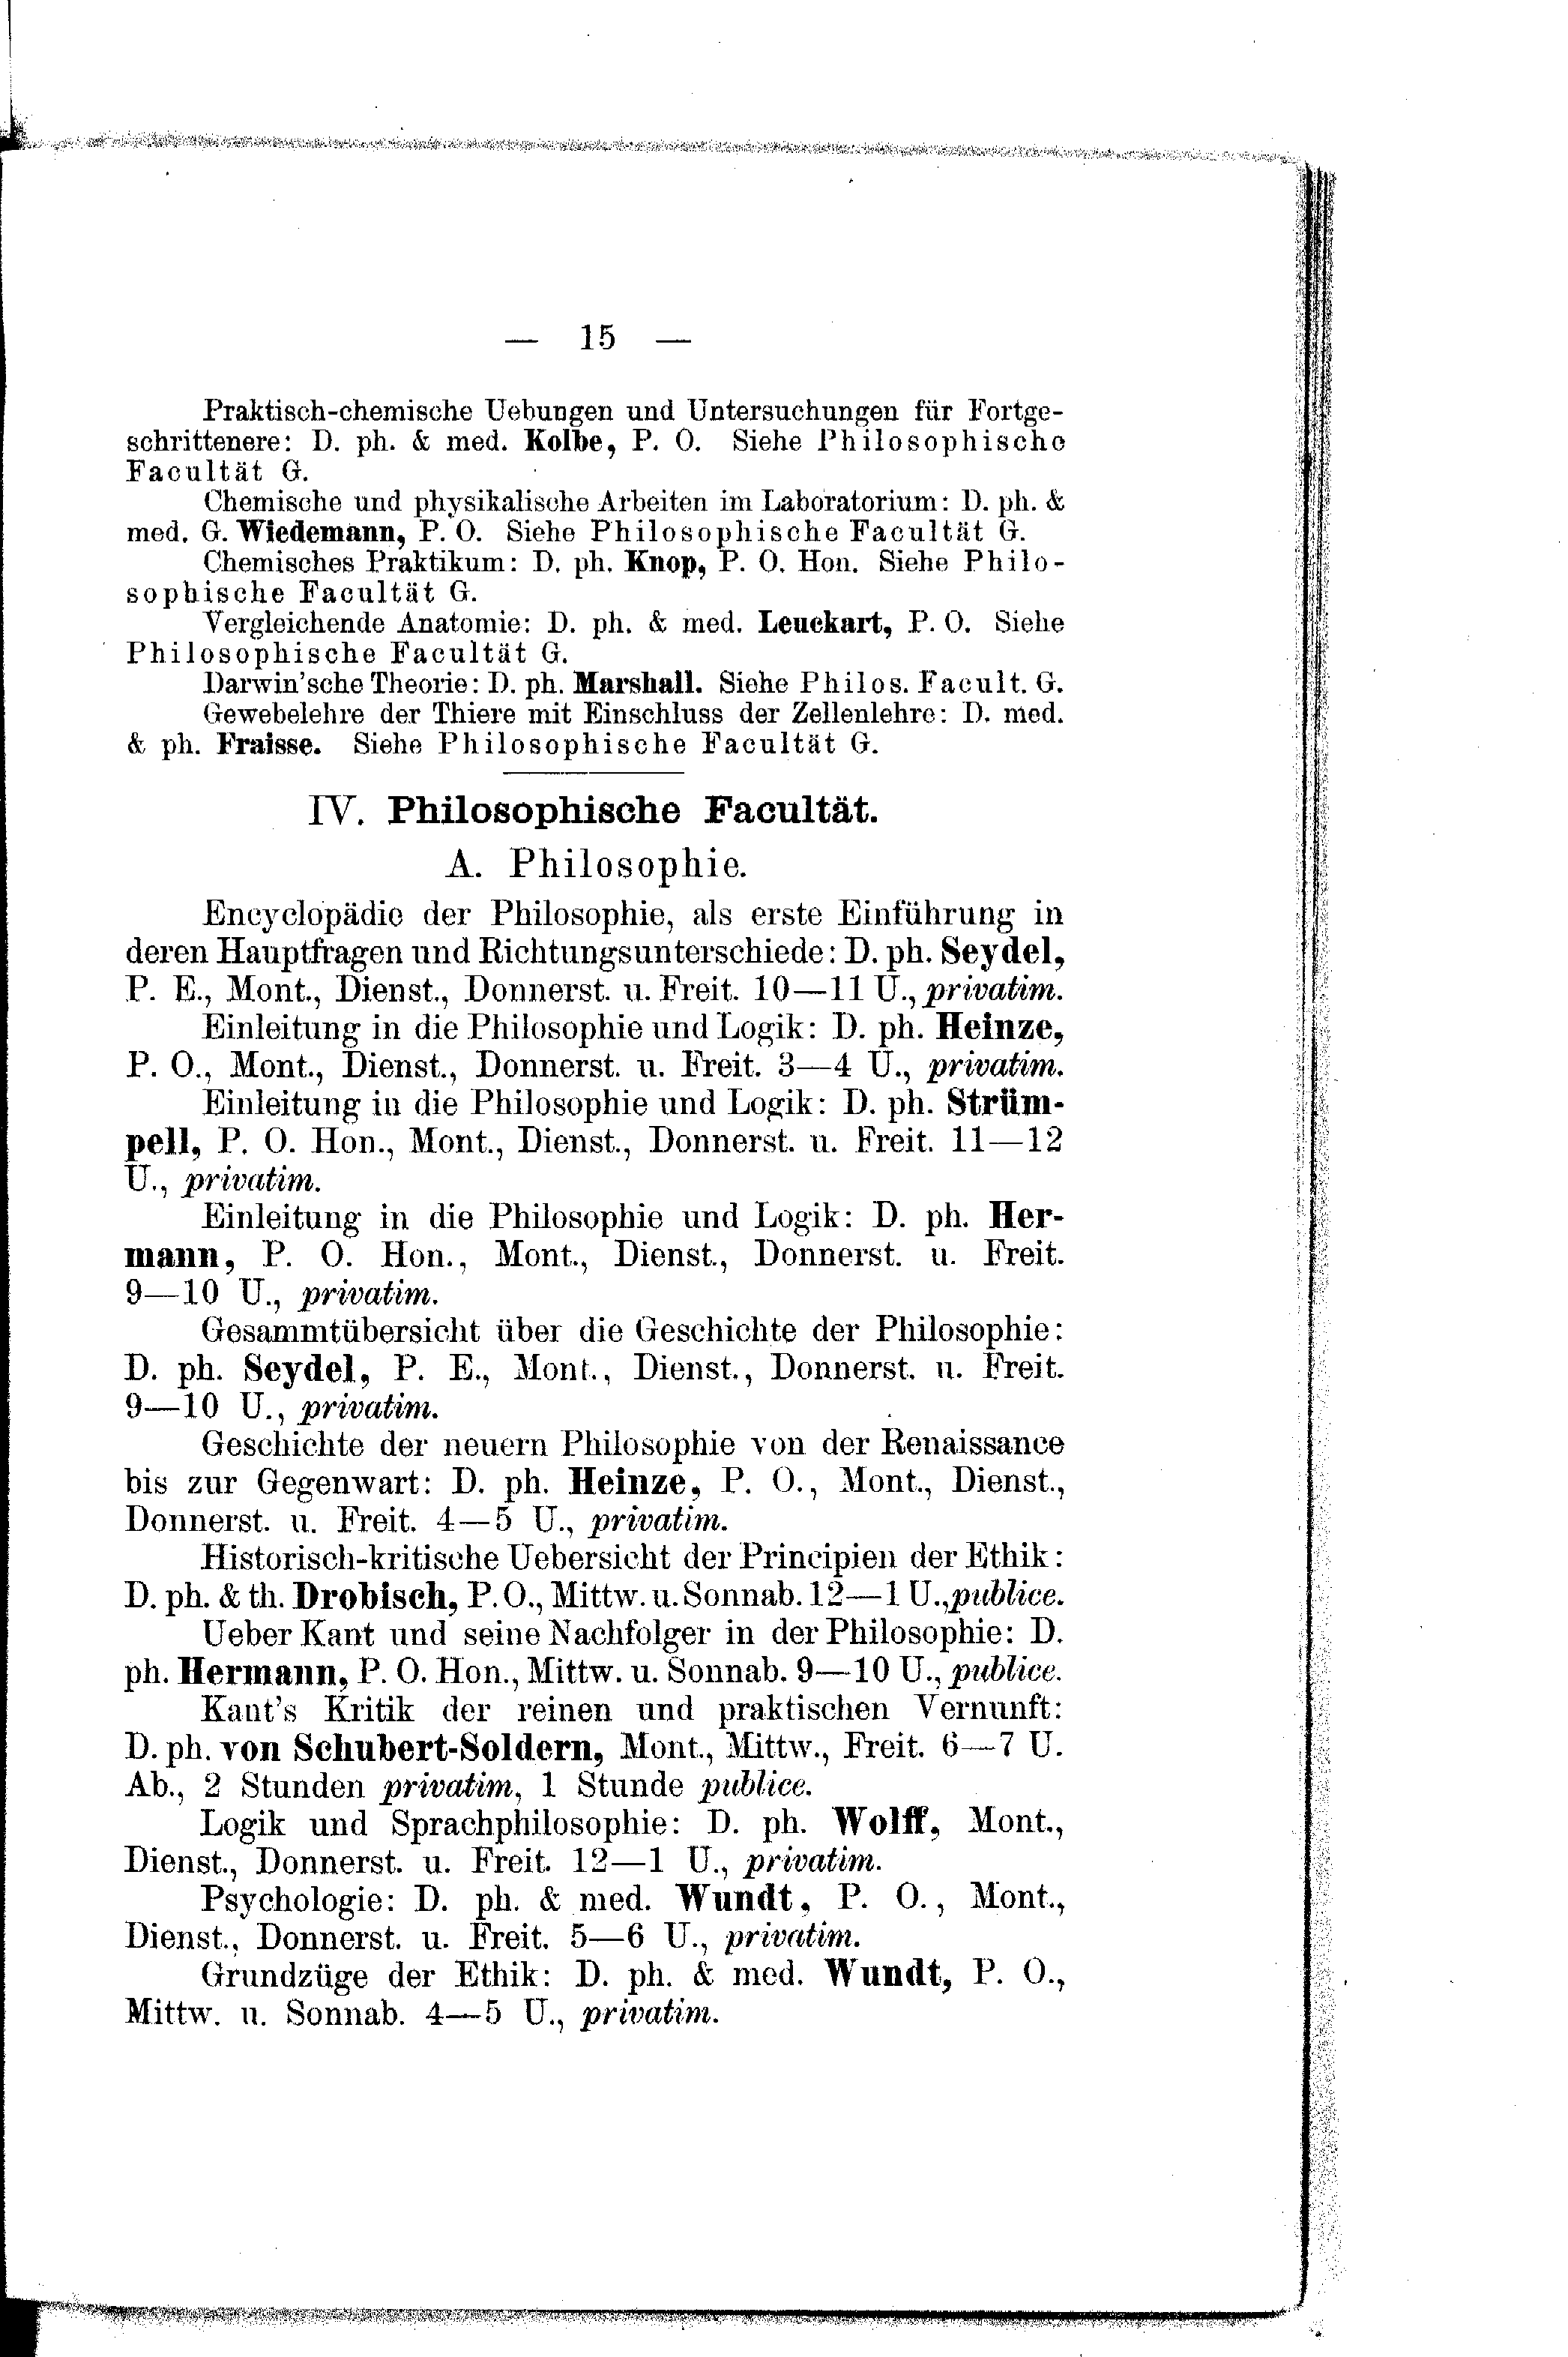 — 15 —
Praktisch-chemische Uebungen und Untersuchungen für Fortge-
schrittenere: D. ph. & med. Kolbe, P. O. Siehe Philosophische
Facultät G.
Chemische und physikalische Arbeiten im Laboratorium: D. ph. &
med. G. Wiedemann, P. O. Siehe Philosophische Facultät G.
Chemisches Praktikum: D. ph. Knop, P. O. Hon. Siehe Philo-
sophische Facultät G.
Vergleichende Anatomie: D. ph. & med. Leuckart, P. O. Siehe
Philosophische Facultät G.
Darwin'sche Theorie: D. ph. Marshall. Siehe Philos. Facult. G.
Gewebelehre der Thiere mit Einschluss der Zellenlehre: D. med.
& ph. Fraisse. Siehe Philosophische Facultät G.
IV. Philosophische Facultät.
A. Philosophie.
Encyclopädie der Philosophie, als erste Einführung in
deren Hauptfragen und Richtungsunterschiede: D. ph. Seydel,
P. E., Mont., Dienst., Donnerst. u. Freit. 10—11 U., privatim.
Einleitung in die Philosophie und Logik: D. ph. Heinze,
P. O., Mont., Dienst., Donnerst. u. Freit. 3—4 U., privatim.
Einleitung in die Philosophie und Logik: D. ph. Strüm-
pell, P. O. Hon., Mont., Dienst., Donnerst. u. Freit. 11—12
U., privatim.
Einleitung in die Philosophie und Logik: D. ph. Her-
mann, P. O. Hon., Mont., Dienst., Donnerst. u. Freit.
9—10 U., privatim.
Gesammtübersicht über die Geschichte der Philosophie:
D. ph. Seydel, P. E., Mont., Dienst., Donnerst. u. Freit.
9—10 U., privatim.
Geschichte der neuern Philosophie von der Renaissance
bis zur Gegenwart: D. ph. Heinze, P. O., Mont., Dienst.,
Donnerst. u. Freit. 4—5 U., privatim.
Historisch-kritische Uebersicht der Principien der Ethik:
D. ph. & th. Drobisch, P. O., Mittw. u. Sonnab. 12—1 U., publice.
Ueber Kant und seine Nachfolger in der Philosophie: D.
ph. Hermann, P. O. Hon., Mittw. u. Sonnab. 9—10 U., publice.
Kant's Kritik der reinen und praktischen Vernunft:
D. ph. von Schubert-Soldern, Mont., Mittw., Freit. 6—7 U.
Ab., 2 Stunden privatim, 1 Stunde publice.
Logik und Sprachphilosophie: D. ph. Wolff, Mont.,
Dienst., Donnerst. u. Freit. 12—1 U., privatim.
Psychologie: D. ph. & med. Wundt, P. O., Mont.,
Dienst., Donnerst. u. Freit. 5—6 U., privatim.
Grundzüge der Ethik: D. ph. & med. Wundt, P. O.,
Mittw. u. Sonnab. 4—5 U., privatim.